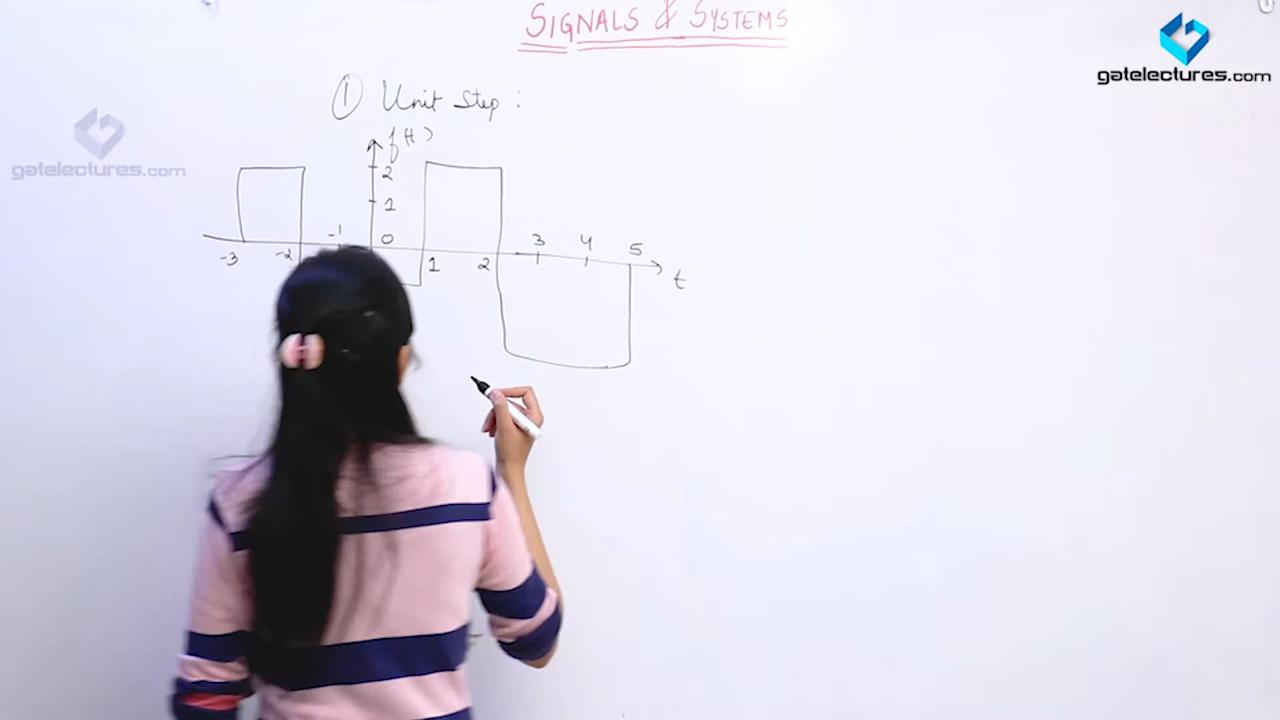 SIGNALS & SYSTEMS
gatelectures.com
① Unit Step :
gatelectures.com
f(t)
2
1
-1 0 3 4 5
-3 -2 1 2 t